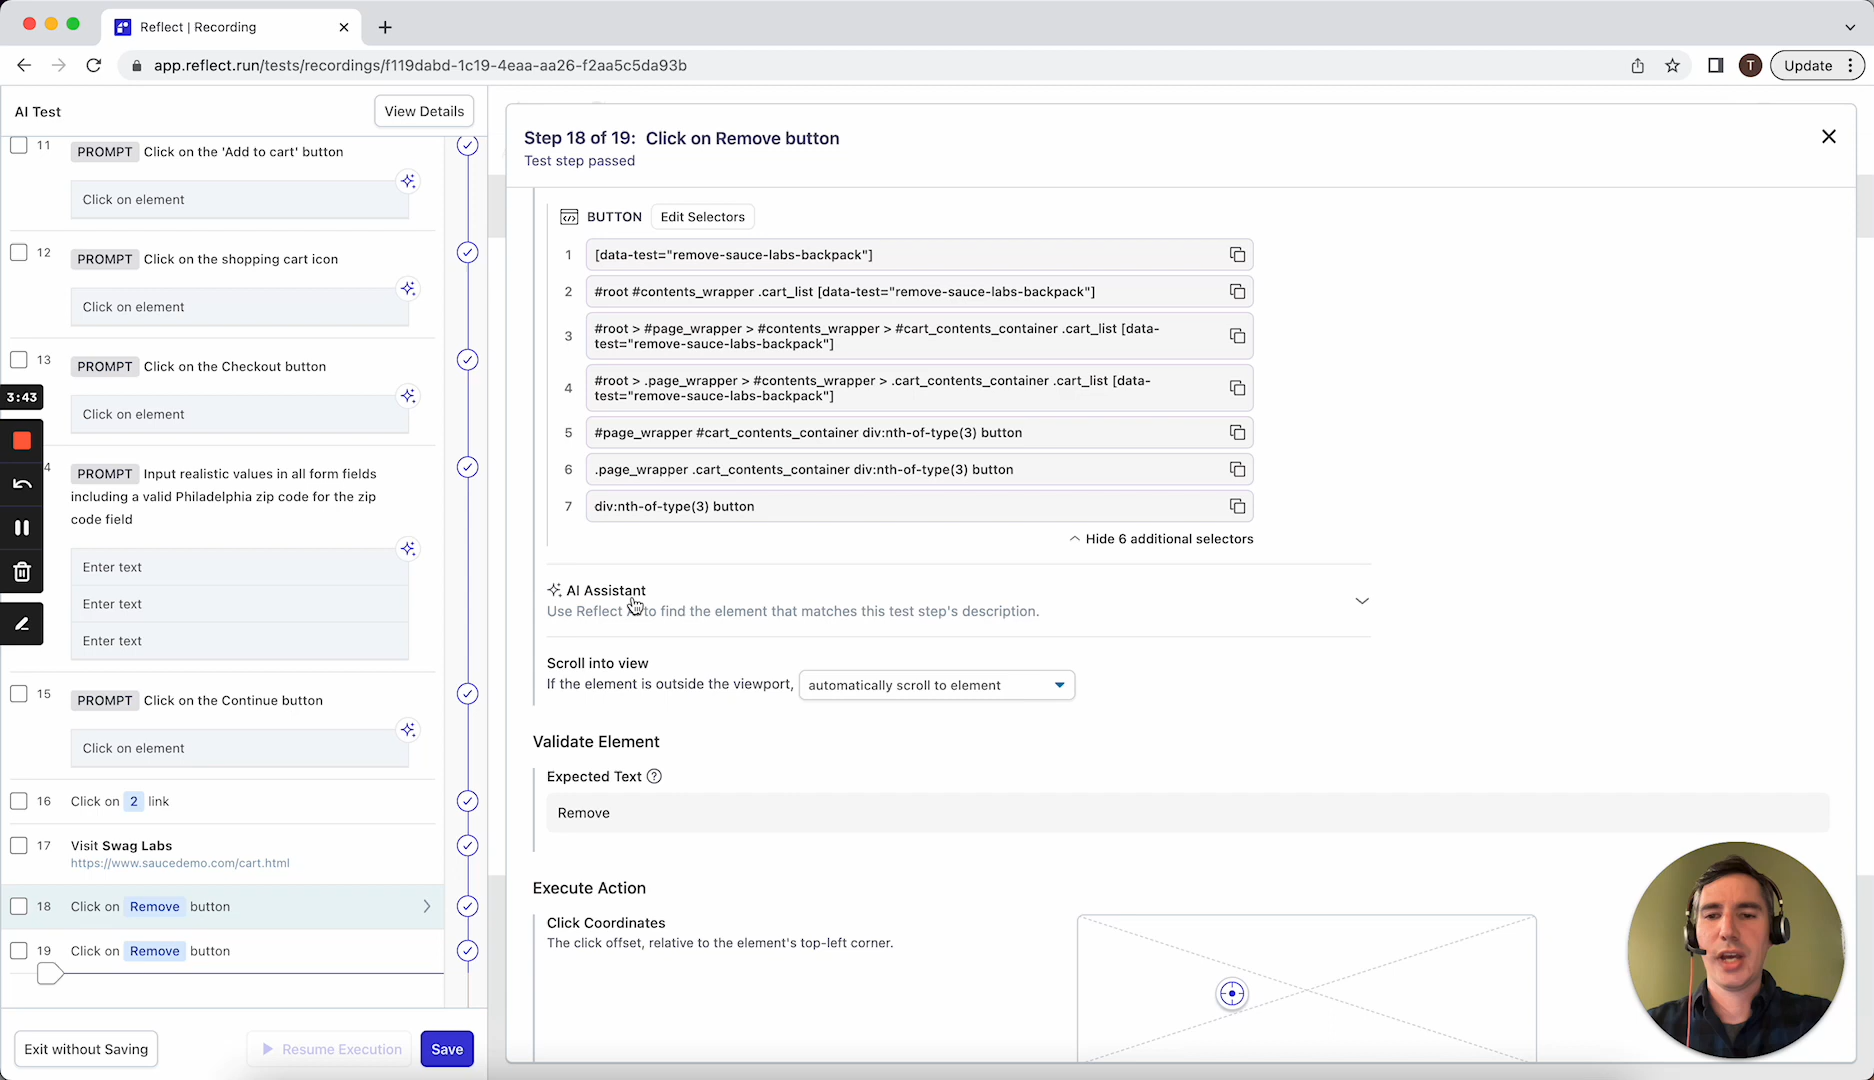 Reflect | Recording
app.reflect.run/tests/recordings/f119dabd-1c19-4eaa-aa26-f2aa5c5da93b
T
Update
AI Test
View Details
11
PROMPT Click on the 'Add to cart' button
Click on element
12
PROMPT Click on the shopping cart icon
Click on element
13
PROMPT Click on the Checkout button
Click on element
3:43
4
PROMPT Input realistic values in all form fields
including a valid Philadelphia zip code for the zip
code field
Enter text
Enter text
Enter text
15
PROMPT Click on the Continue button
Click on element
16 Click on 2 link
17 Visit Swag Labs
https://www.saucedemo.com/cart.html
18 Click on Remove button
19 Click on Remove button
Exit without Saving
Resume Execution
Save
Step 18 of 19: Click on Remove button
Test step passed
BUTTON Edit Selectors
1 [data-test="remove-sauce-labs-backpack"]
2 #root #contents_wrapper .cart_list [data-test="remove-sauce-labs-backpack"]
3 #root > #page_wrapper > #contents_wrapper > #cart_contents_container .cart_list [data-
test="remove-sauce-labs-backpack"]
4 #root > .page_wrapper > #contents_wrapper > .cart_contents_container .cart_list [data-
test="remove-sauce-labs-backpack"]
5 #page_wrapper #cart_contents_container div:nth-of-type(3) button
6 .page_wrapper .cart_contents_container div:nth-of-type(3) button
7 div:nth-of-type(3) button
Hide 6 additional selectors
AI Assistant
Use Reflect to find the element that matches this test step's description.
Scroll into view
If the element is outside the viewport, automatically scroll to element
Validate Element
Expected Text ?
Remove
Execute Action
Click Coordinates
The click offset, relative to the element's top-left corner.